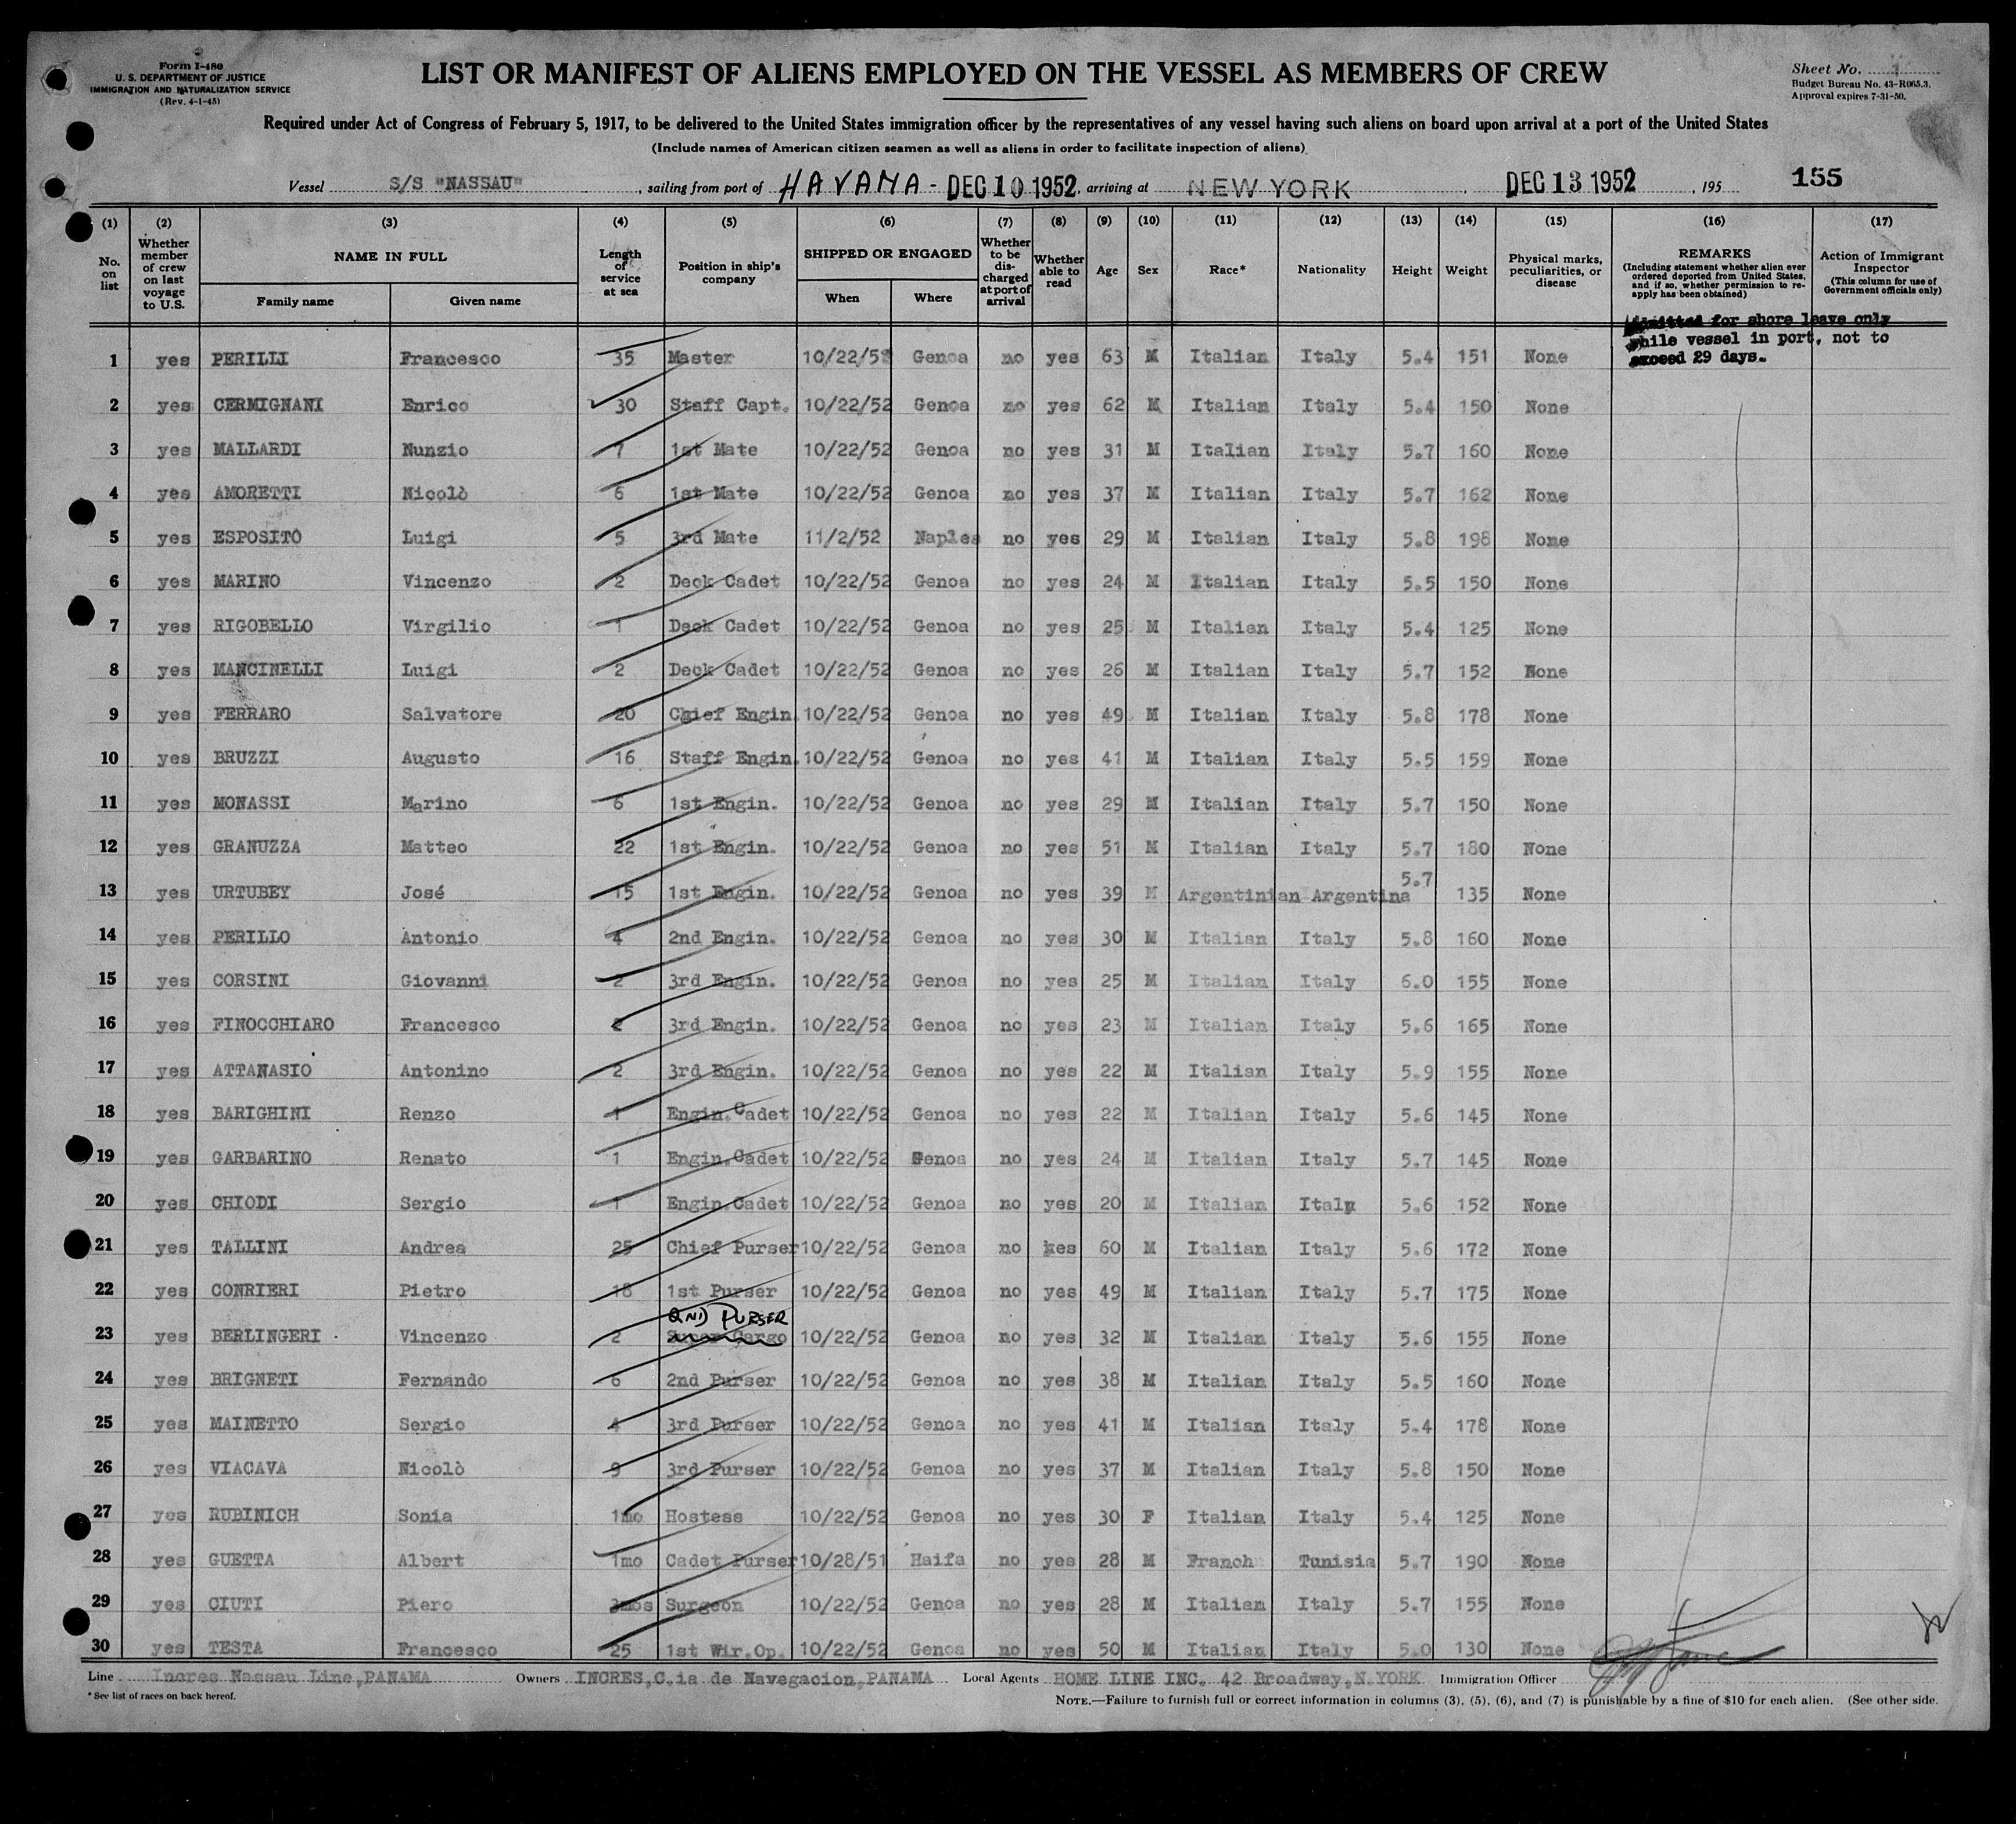 Form I-480
U. S. DEPARTMENT OF JUSTICE
IMMIGRATION AND NATURALIZATION SERVICE
(Rev. 4-1-45)
LIST OR MANIFEST OF ALIENS EMPLOYED ON THE VESSEL AS MEMBERS OF CREW
Sheet No. 1
Budget Bureau No. 43-R065.3.
Approval expires 7-31-50.
Required under Act of Congress of February 5, 1917, to be delivered to the United States immigration officer by the representatives of any vessel having such aliens on board upon arrival at a port of the United States
(Include names of American citizen seamen as well as aliens in order to facilitate inspection of aliens)
Vessel S/S "NASSAU", sailing from port of HAVANA - DEC 10 1952, arriving at NEW YORK, DEC 13 1952, 195 155
(1) (2) (3) (4) (5) (6) (7) (8) (9) (10) (11) (12) (13) (14) (15) (16) (17)
No. on list
Whether member of crew on last voyage to U.S.
NAME IN FULL
Family name
Given name
Length of service at sea
Position in ship's company
SHIPPED OR ENGAGED
When
Where
Whether to be discharged at port of arrival
Whether able to read
Age
Sex
Race*
Nationality
Height
Weight
Physical marks, peculiarities, or disease
REMARKS
(Including statement whether alien ever ordered deported from United States, and if so, whether permission to reapply has been obtained)
Action of Immigrant Inspector
(This column for use of Government officials only)
Admitted for shore leave only
while vessel in port, not to
exceed 29 days.
1 yes PERILLI Francesco 35 Master 10/22/52 Genoa no yes 63 M Italian Italy 5.4 151 None
2 yes CERMIGNANI Enrico 30 Staff Capt. 10/22/52 Genoa no yes 62 M Italian Italy 5.4 150 None
3 yes MALLARDI Nunzio 7 1st Mate 10/22/52 Genoa no yes 31 M Italian Italy 5.7 160 None
4 yes AMORETTI Nicolò 6 1st Mate 10/22/52 Genoa no yes 37 M Italian Italy 5.7 162 None
5 yes ESPOSITO Luigi 5 3rd Mate 11/2/52 Naples no yes 29 M Italian Italy 5.8 198 None
6 yes MARINO Vincenzo 2 Deck Cadet 10/22/52 Genoa no yes 24 M Italian Italy 5.5 150 None
7 yes RIGOBELLO Virgilio 1 Deck Cadet 10/22/52 Genoa no yes 25 M Italian Italy 5.4 125 None
8 yes MANCINELLI Luigi 2 Deck Cadet 10/22/52 Genoa no yes 26 M Italian Italy 5.7 152 None
9 yes FERRARO Salvatore 20 Chief Engin. 10/22/52 Genoa no yes 49 M Italian Italy 5.8 178 None
10 yes BRUZZI Augusto 16 Staff Engin. 10/22/52 Genoa no yes 41 M Italian Italy 5.5 159 None
11 yes MONASSI Marino 6 1st Engin. 10/22/52 Genoa no yes 29 M Italian Italy 5.7 150 None
12 yes GRANUZZA Matteo 22 1st Engin. 10/22/52 Genoa no yes 51 M Italian Italy 5.7 180 None
13 yes URTUBEY José 15 1st Engin. 10/22/52 Genoa no yes 39 M Argentinian Argentina 5.7 135 None
14 yes PERILLO Antonio 4 2nd Engin. 10/22/52 Genoa no yes 30 M Italian Italy 5.8 160 None
15 yes CORSINI Giovanni 2 3rd Engin. 10/22/52 Genoa no yes 25 M Italian Italy 6.0 155 None
16 yes FINOCCHIARO Francesco 2 3rd Engin. 10/22/52 Genoa no yes 23 M Italian Italy 5.6 165 None
17 yes ATTANASIO Antonino 2 3rd Engin. 10/22/52 Genoa no yes 22 M Italian Italy 5.9 155 None
18 yes BARIGHINI Renzo 1 Engin.Cadet 10/22/52 Genoa no yes 22 M Italian Italy 5.6 145 None
19 yes GARBARINO Renato 1 Engin.Cadet 10/22/52 Genoa no yes 24 M Italian Italy 5.7 145 None
20 yes CHIODI Sergio 1 Engin.Cadet 10/22/52 Genoa no yes 20 M Italian Italy 5.6 152 None
21 yes TALLINI Andrea 25 Chief Purser 10/22/52 Genoa no yes 60 M Italian Italy 5.6 172 None
22 yes CONRIERI Pietro 18 1st Purser 10/22/52 Genoa no yes 49 M Italian Italy 5.7 175 None
2ND PURSER
23 yes BERLINGERI Vincenzo 2 Super Cargo 10/22/52 Genoa no yes 32 M Italian Italy 5.6 155 None
24 yes BRIGNETI Fernando 6 2nd Purser 10/22/52 Genoa no yes 38 M Italian Italy 5.5 160 None
25 yes MAINETTO Sergio 4 3rd Purser 10/22/52 Genoa no yes 41 M Italian Italy 5.4 178 None
26 yes VIACAVA Nicolò 9 3rd Purser 10/22/52 Genoa no yes 37 M Italian Italy 5.8 150 None
27 yes RUBINICH Sonia 1mo Hostess 10/22/52 Genoa no yes 30 F Italian Italy 5.4 125 None
28 yes GUETTA Albert 1mo Cadet Purser 10/28/51 Haifa no yes 28 M Franch Tunisia 5.7 190 None
29 yes CIUTI Piero 3mos Surgeon 10/22/52 Genoa no yes 28 M Italian Italy 5.7 155 None
30 yes TESTA Francesco 25 1st Wir.Op. 10/22/52 Genoa no yes 50 M Italian Italy 5.0 130 None
Line Incres Nassau Line,PANAMA Owners INCRES,C.ia de Navegacion,PANAMA Local Agents HOME LINE INC. 42 Broadway,N.YORK Immigration Officer
*See list of races on back hereof.
NOTE.—Failure to furnish full or correct information in columns (3), (5), (6), and (7) is punishable by a fine of $10 for each alien. (See other side.